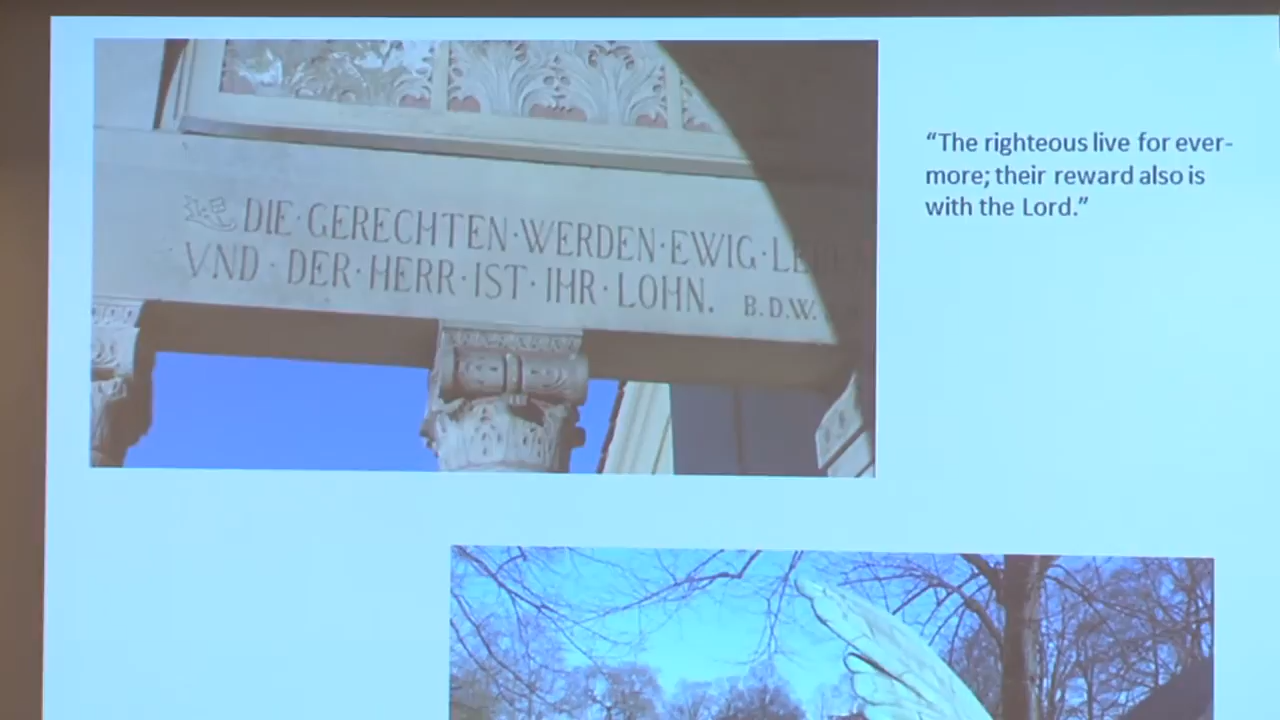 DIE·GERECHTEN·WERDEN·EWIG·LEBEN
VND·DER·HERR·IST·IHR·LOHN. B.D.W.
“The righteous live for ever-
more; their reward also is
with the Lord.”